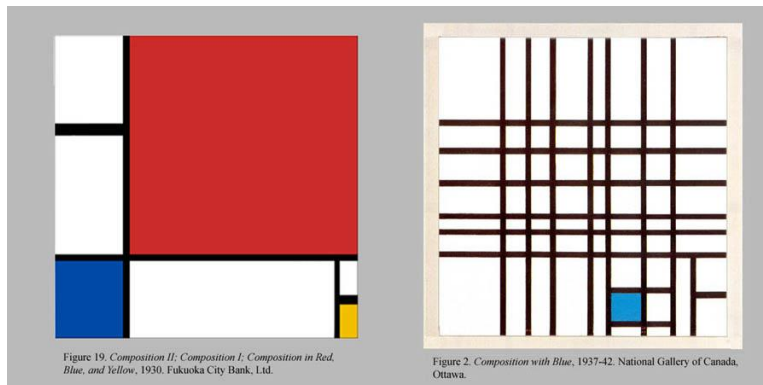 Figure 19. Composition II; Composition I; Composition in Red,
Blue, and Yellow, 1930. Fukuoka City Bank, Ltd.
Figure 2. Composition with Blue, 1937-42. National Gallery of Canada,
Ottawa.